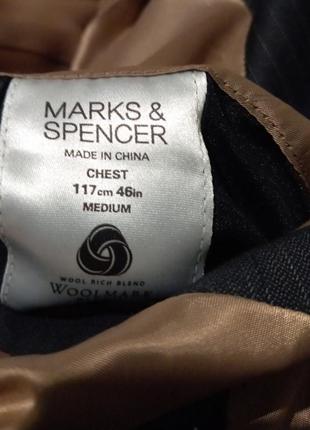 MARKS &
SPENCER
MADE IN CHINA
CHEST
117cm 46in
MEDIUM
WOOL RICH BLEND
WOOLMARK